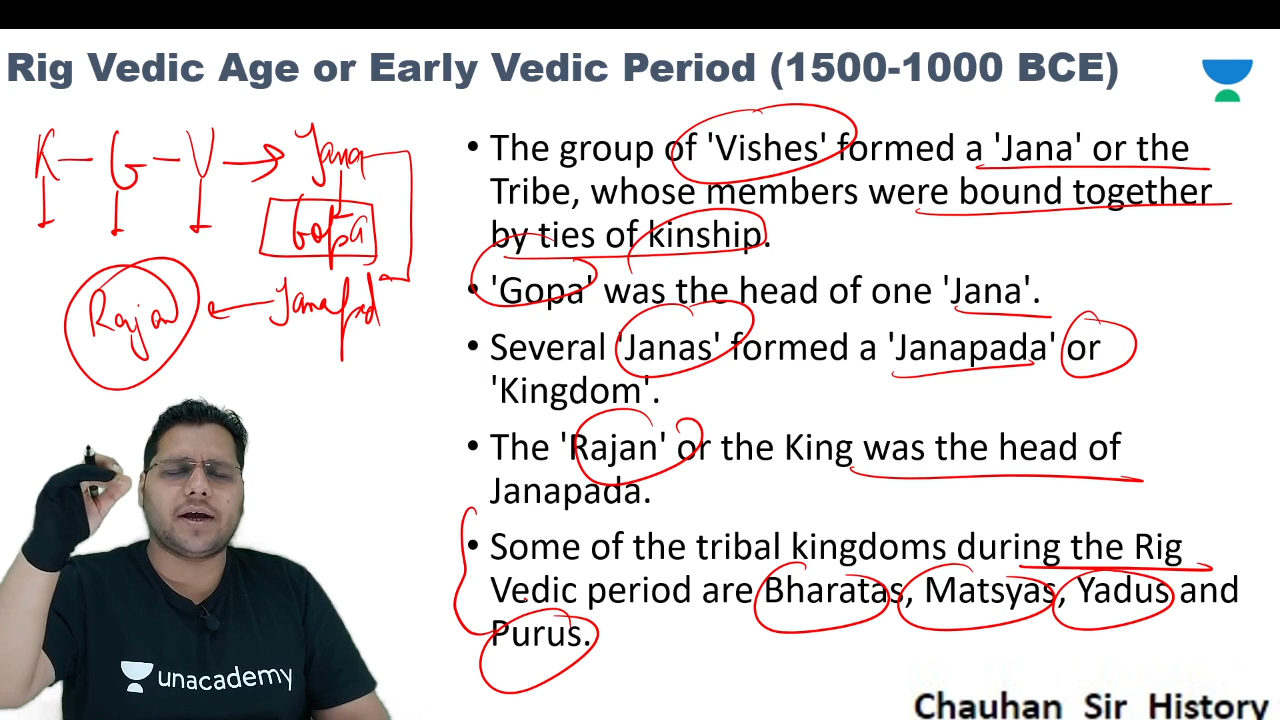 Rig Vedic Age or Early Vedic Period (1500-1000 BCE)
K — G — V → Jana
Gopa
Rajan ← Janapad
• The group of 'Vishes' formed a 'Jana' or the
Tribe, whose members were bound together
by ties of kinship.
• 'Gopa' was the head of one 'Jana'.
• Several 'Janas' formed a 'Janapada' or
'Kingdom'.
• The 'Rajan' or the King was the head of
Janapada.
• Some of the tribal kingdoms during the Rig
Vedic period are Bharatas, Matsyas, Yadus and
Purus.
unacademy
Chauhan Sir History